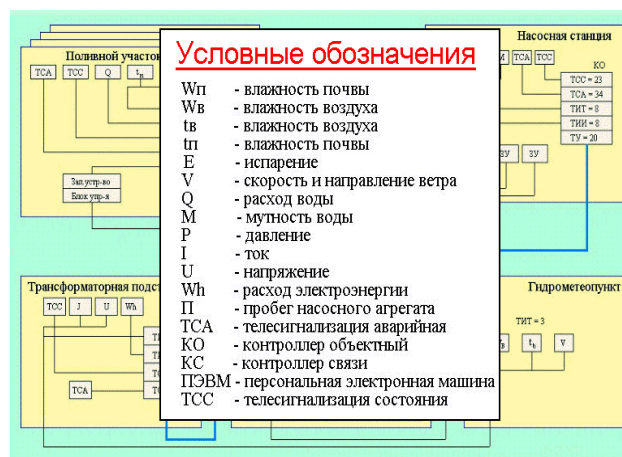 Поливной участок
ТСА ТСС Q tв
Зап.устр-во
Блок упр-я
Насосная станция
М ТСА ТСС
КО
ТСС = 23
ТСА = 34
ТИТ = 8
ТИИ = 8
ТУ = 20
ЗУ ЗУ
Условные обозначения
Wп - влажность почвы
Wв - влажность воздуха
tв - влажность воздуха
tп - влажность почвы
E - испарение
V - скорость и направление ветра
Q - расход воды
М - мутность воды
Р - давление
I - ток
U - напряжение
Wh - расход электроэнергии
П - пробег насосного агрегата
ТСА - телесигнализация аварийная
КО - контроллер объектный
КС - контроллер связи
ПЭВМ - персональная электронная машина
ТСС - телесигнализация состояния
Трансформаторная подст
ТСС J U Wh
ТСА
Гидрометеопункт
ТИТ = 3
V